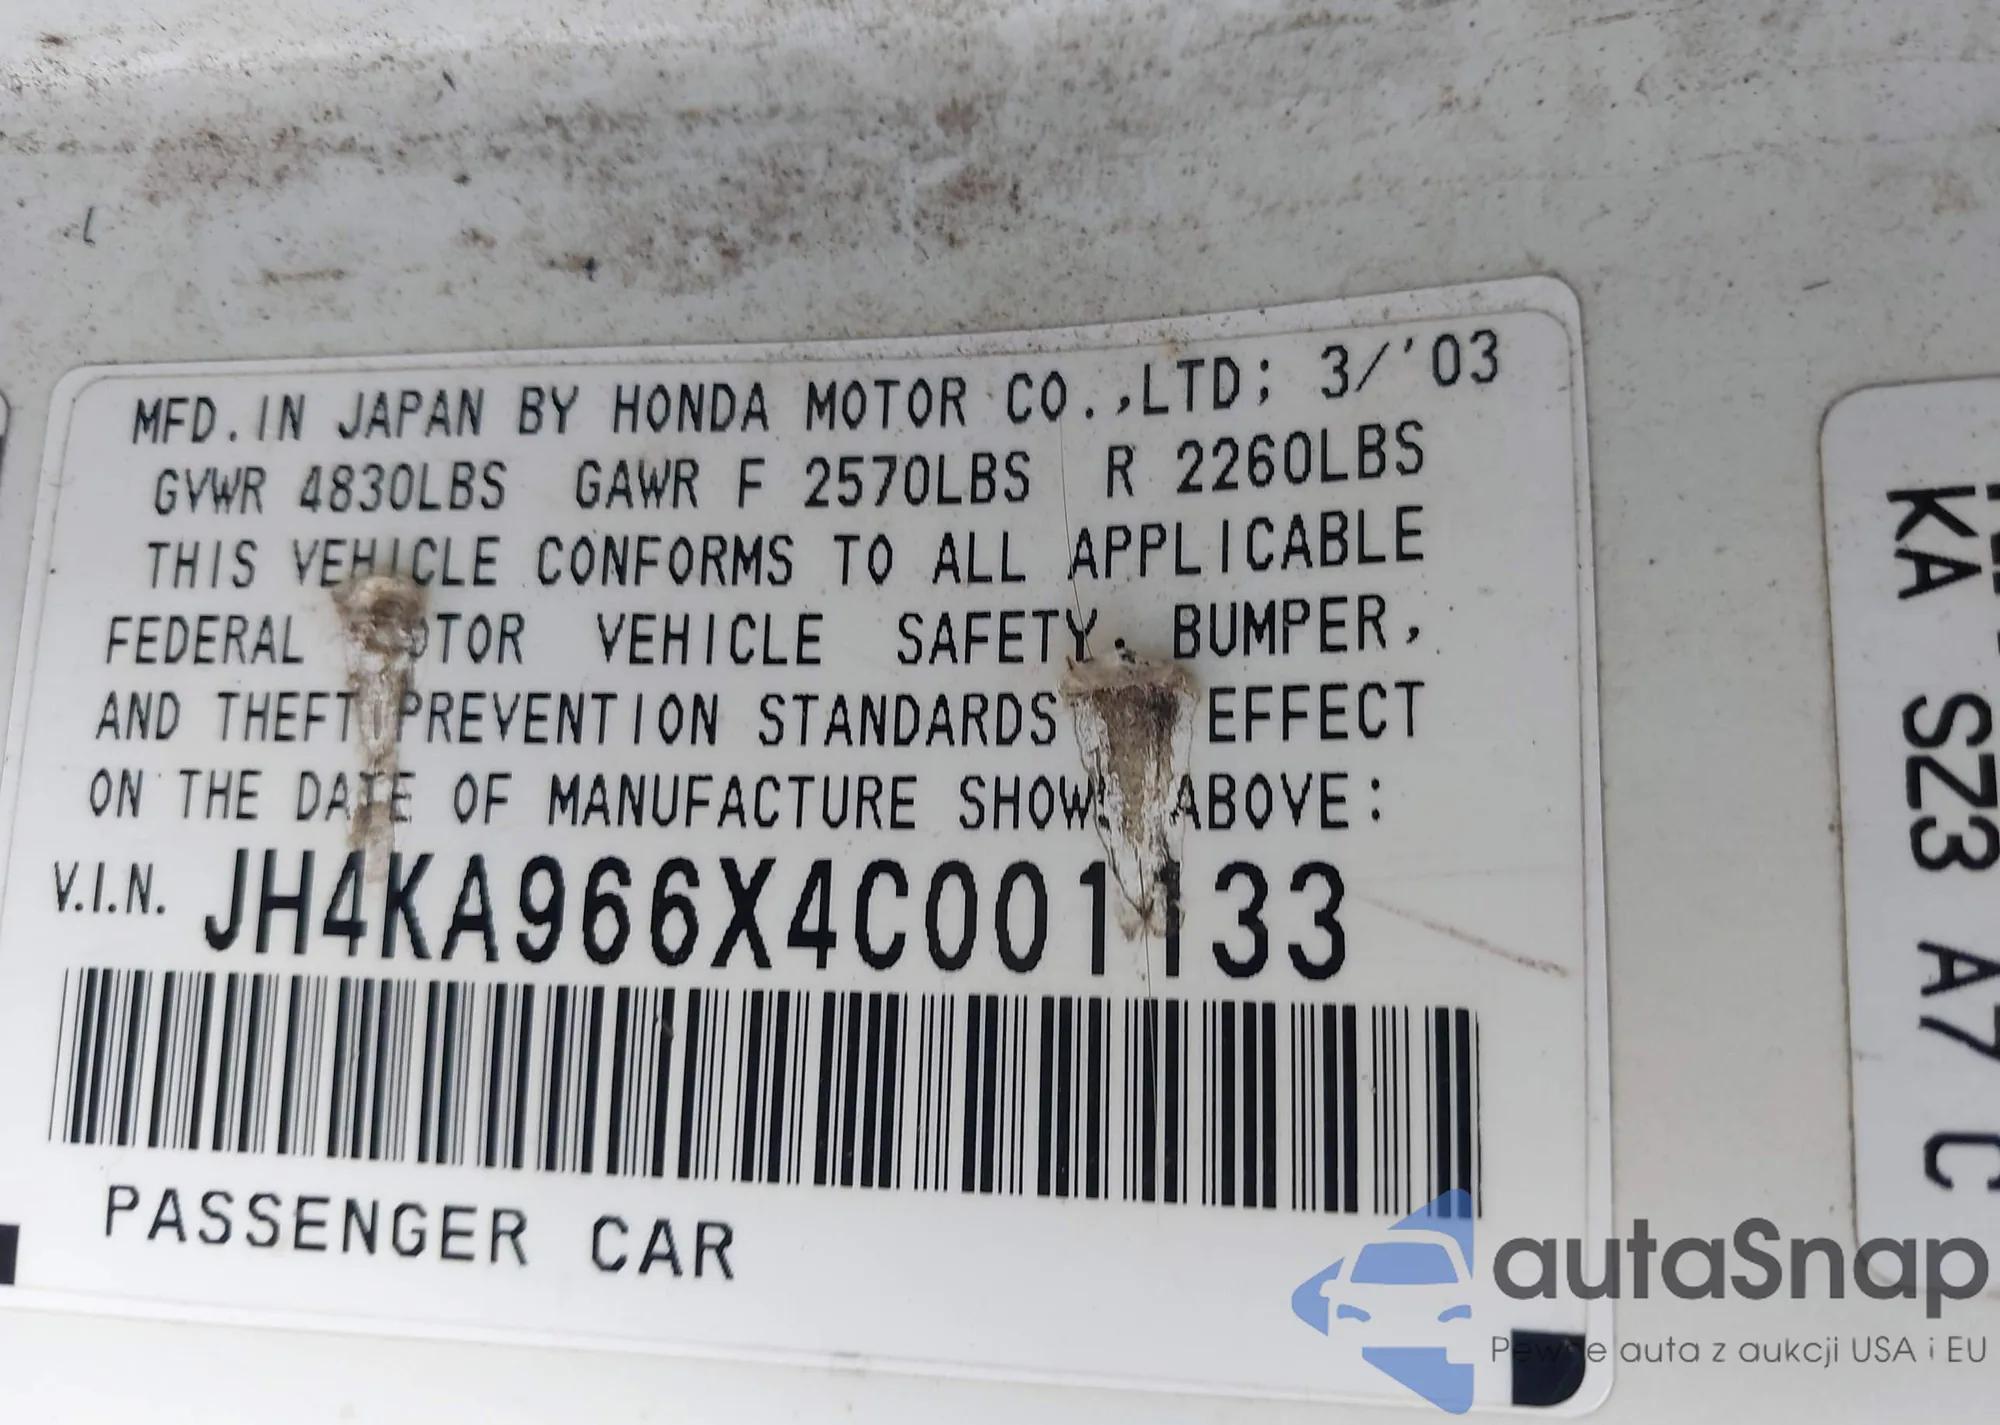 MFD. IN JAPAN BY HONDA MOTOR CO.,LTD; 3/'03
GVWR 4830LBS GAWR F 2570LBS R 2260LBS
THIS VEHICLE CONFORMS TO ALL APPLICABLE
FEDERAL MOTOR VEHICLE SAFETY, BUMPER,
AND THEFT PREVENTION STANDARDS EFFECT
ON THE DATE OF MANUFACTURE SHOWN ABOVE:
V.I.N. JH4KA966X4C001133
PASSENGER CAR
KA SZ3 A7 C
autaSnap
Pewne auta z aukcji USA i EU